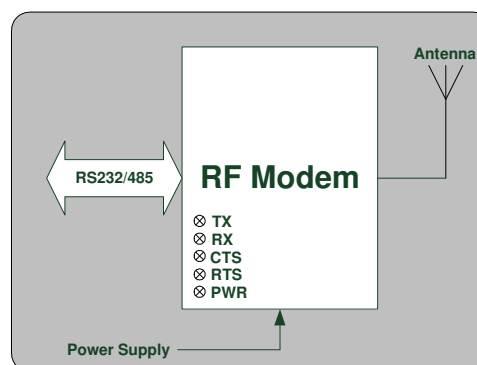 Antenna
RS232/485
RF Modem
TX
RX
CTS
RTS
PWR
Power Supply